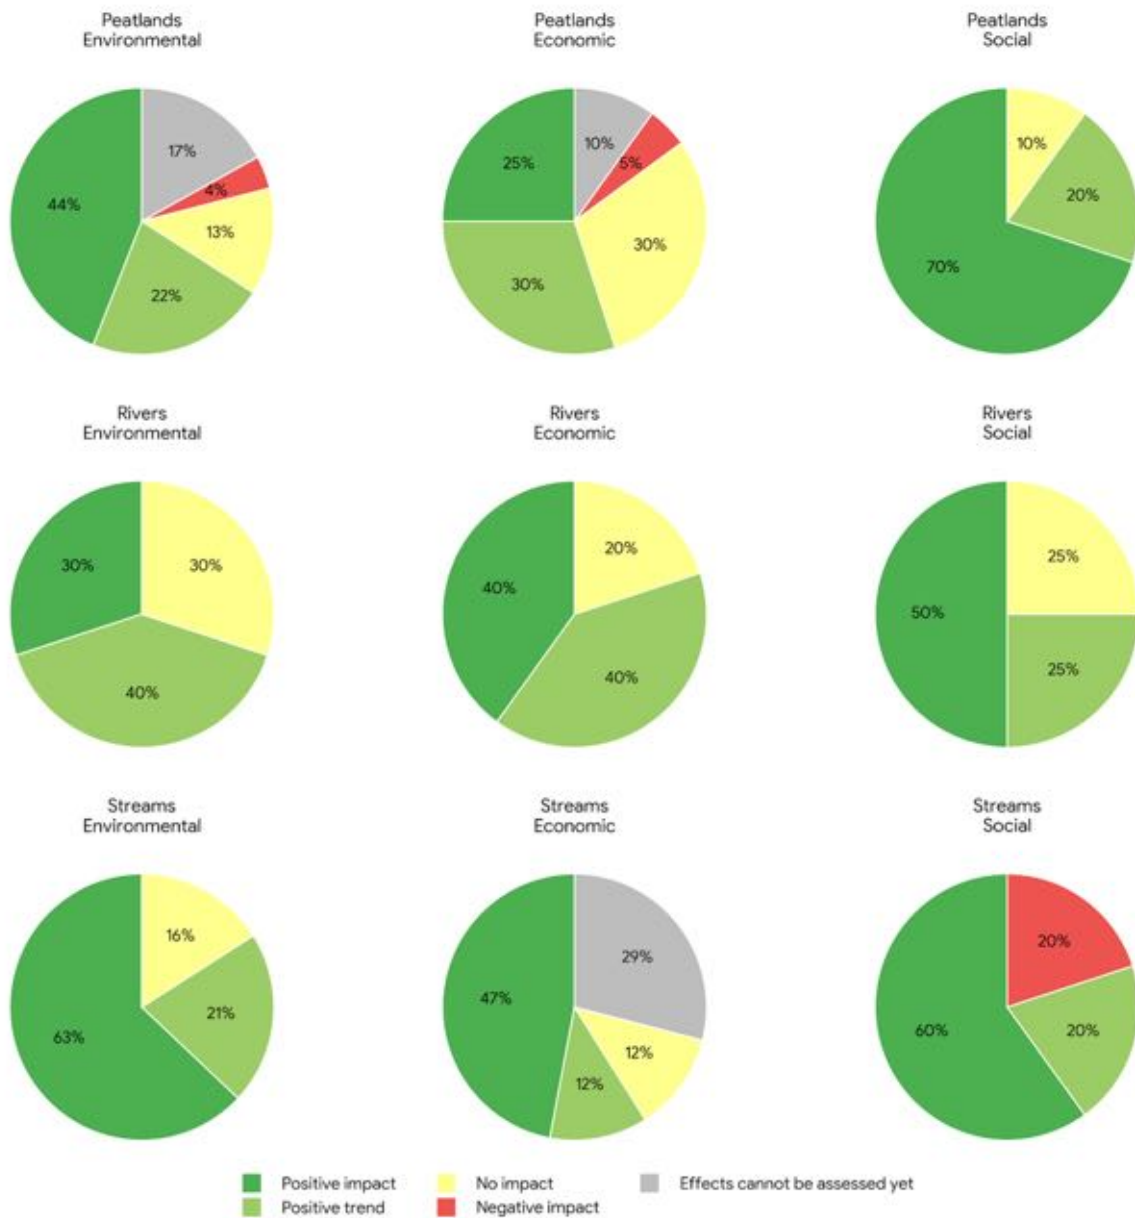 Peatlands
Environmental
Peatlands
Economic
Peatlands
Social
17%
4%
13%
22%
44%
10%
5%
30%
30%
25%
10%
20%
70%
Rivers
Environmental
Rivers
Economic
Rivers
Social
30%
40%
30%
20%
40%
40%
25%
25%
50%
Streams
Environmental
Streams
Economic
Streams
Social
16%
21%
63%
29%
12%
12%
47%
20%
20%
60%
Positive impact
Positive trend
No impact
Negative impact
Effects cannot be assessed yet